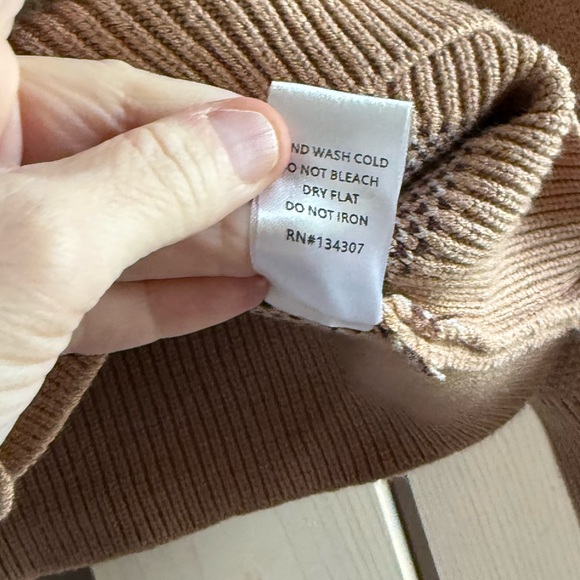 ND WASH COLD
O NOT BLEACH
DRY FLAT
DO NOT IRON
RN#134307